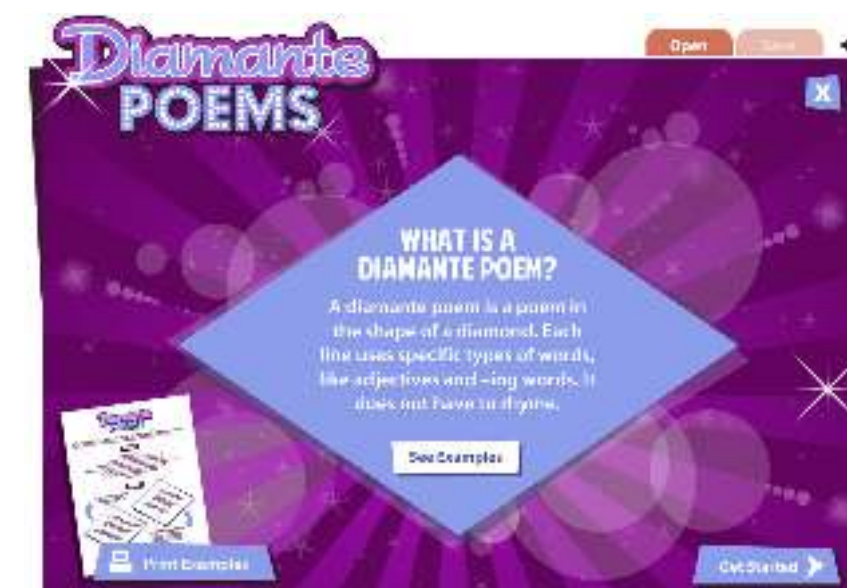 Diamante
POEMS
Open
Save
X
WHAT IS A
DIAMANTE POEM?
A diamante poem is a poem in
the shape of a diamond. Each
line uses specific types of words,
like adjectives and -ing words. It
does not have to rhyme.
See Examples
Print Examples
Get Started